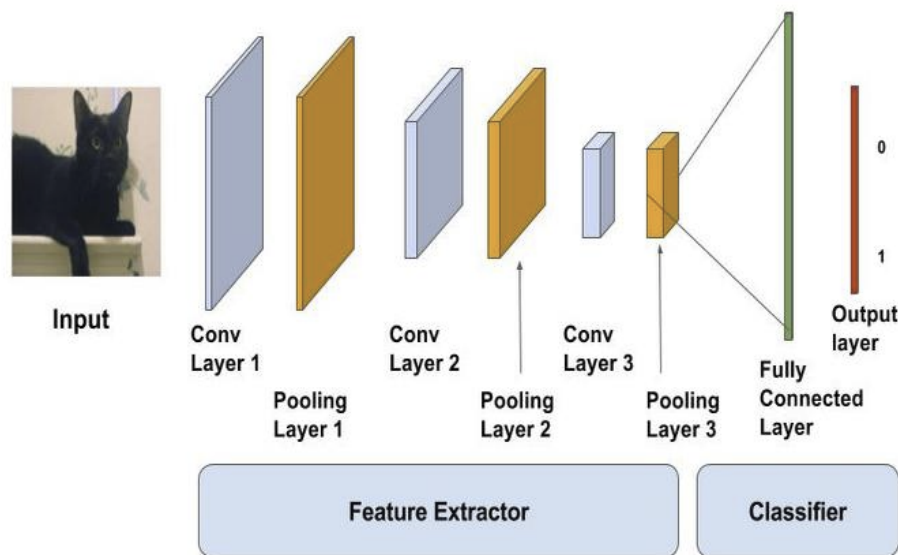 Input
Conv
Layer 1
Pooling
Layer 1
Conv
Layer 2
Pooling
Layer 2
Conv
Layer 3
Pooling
Layer 3
Fully
Connected
Layer
0
1
Output
layer
Feature Extractor
Classifier